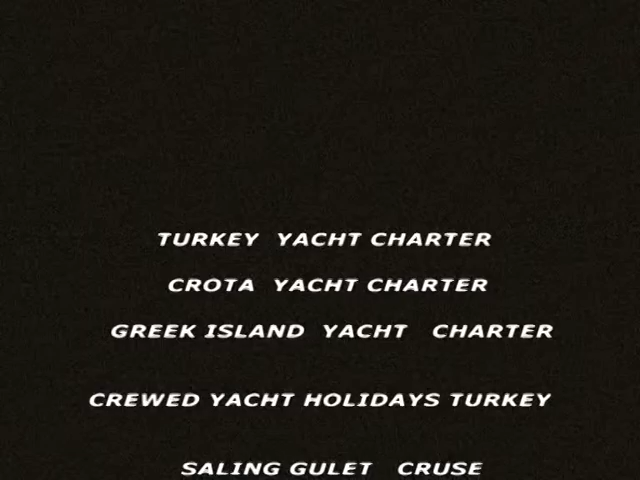 TURKEY YACHT CHARTER
CROTA YACHT CHARTER
GREEK ISLAND YACHT CHARTER
CREWED YACHT HOLIDAYS TURKEY
SALING GULET CRUSE